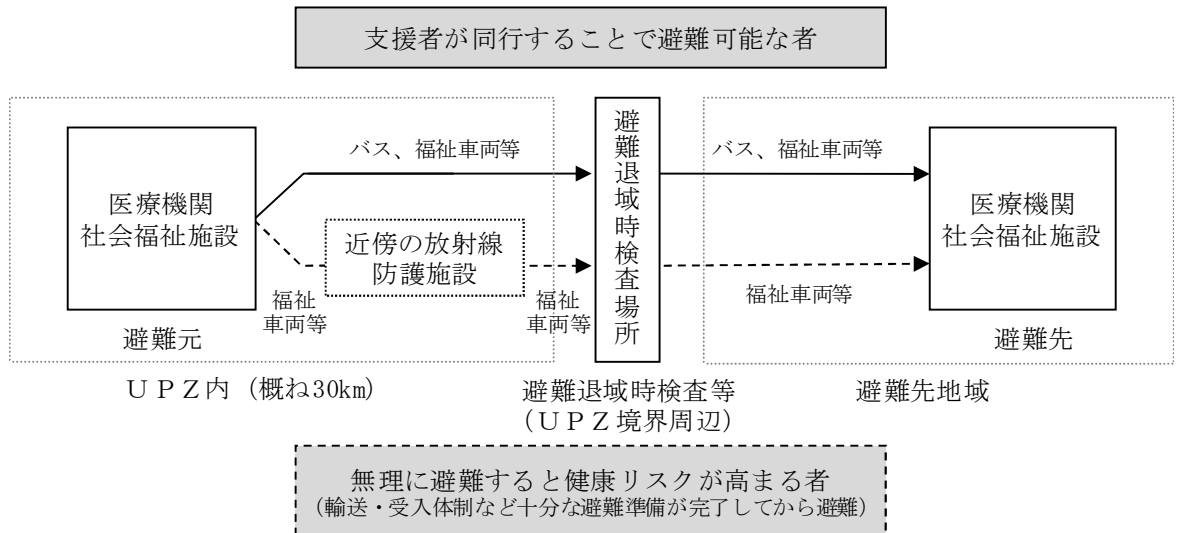 支援者が同行することで避難可能な者
医療機関
社会福祉施設
避難元
バス、福祉車両等
近傍の放射線
防護施設
福祉
車両等
福祉
車両等
避難退域時検査場所
バス、福祉車両等
福祉車両等
医療機関
社会福祉施設
避難先
ＵＰＺ内（概ね30km）
避難退域時検査等
（ＵＰＺ境界周辺）
避難先地域
無理に避難すると健康リスクが高まる者
（輸送・受入体制など十分な避難準備が完了してから避難）